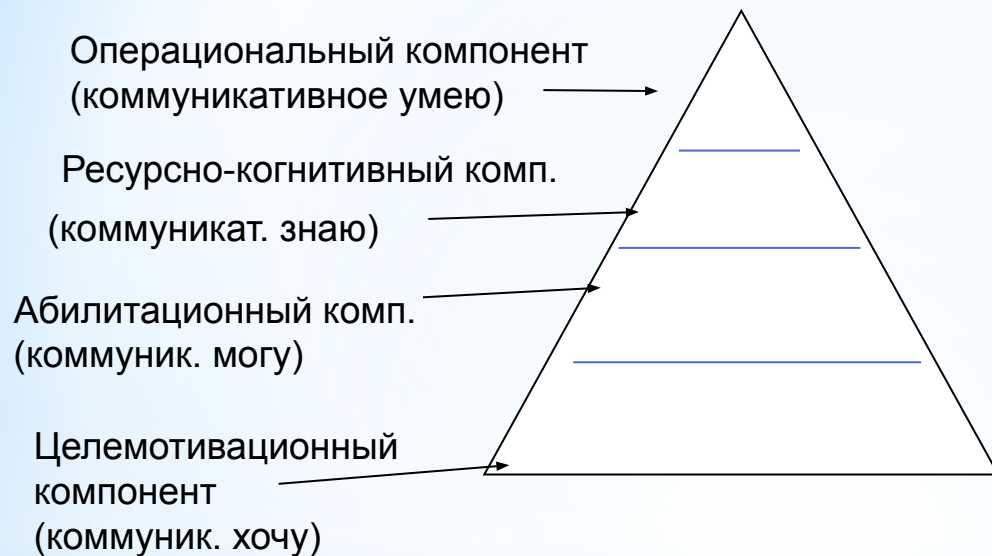 Операциональный компонент
(коммуникативное умею)
Ресурсно-когнитивный комп.
(коммуникат. знаю)
Абилитационный комп.
(коммуник. могу)
Целемотивационный
компонент
(коммуник. хочу)